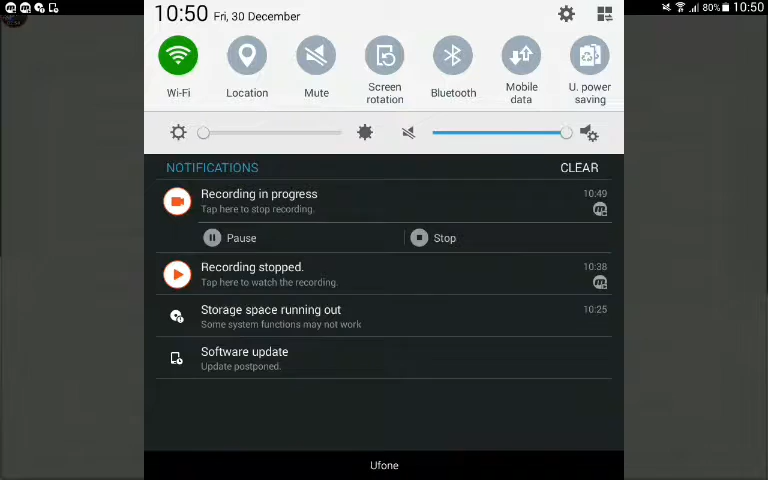 80% 10:50
10:50 Fri, 30 December
Wi-Fi
Location
Mute
Screen
rotation
Bluetooth
Mobile
data
U. power
saving
NOTIFICATIONS CLEAR
Recording in progress 10:49
Tap here to stop recording.
Pause Stop
Recording stopped. 10:38
Tap here to watch the recording.
Storage space running out 10:25
Some system functions may not work
Software update
Update postponed.
Ufone